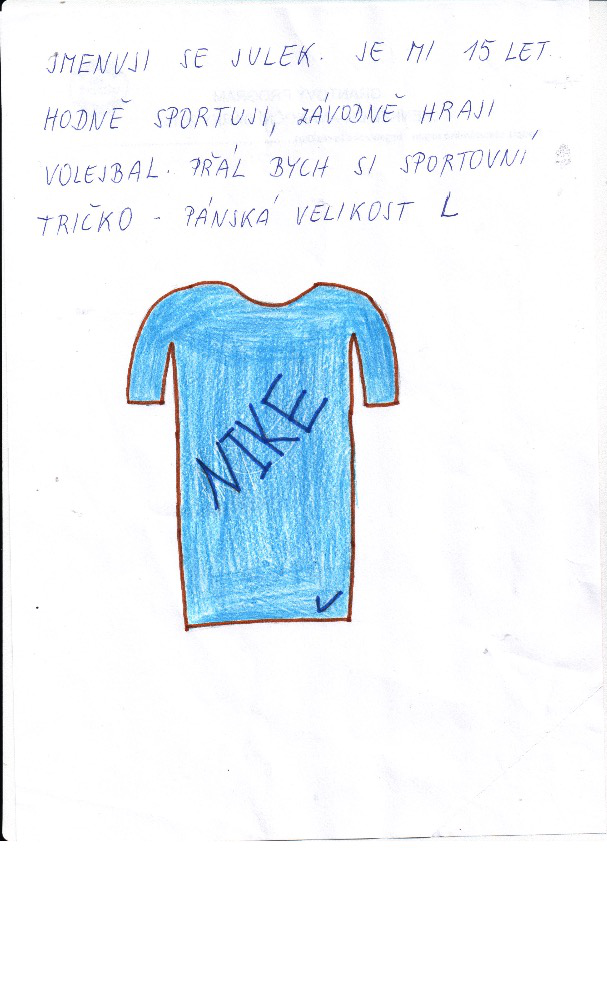 JMENUJI SE JULEK. JE MI 15 LET.
HODNĚ SPORTUJI, ZÁVODNĚ HRAJI
VOLEJBAL. PŘÁL BYCH SI SPORTOVNÍ
TRIČKO - PÁNSKÁ VELIKOST L
NIKE